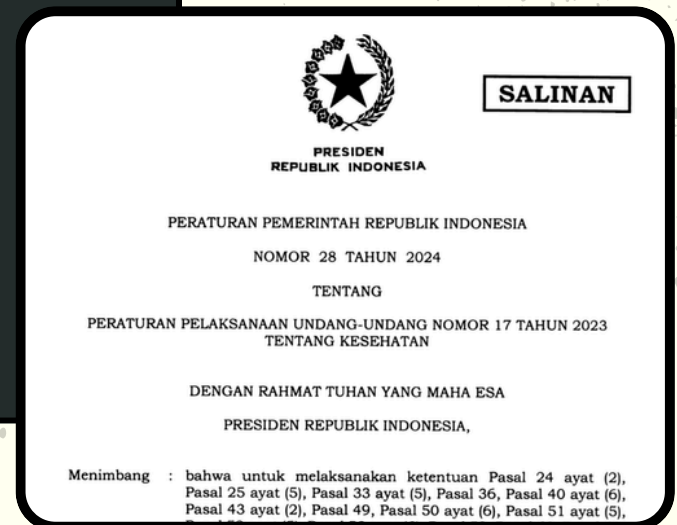 SALINAN
PRESIDEN
REPUBLIK INDONESIA
PERATURAN PEMERINTAH REPUBLIK INDONESIA
NOMOR 28 TAHUN 2024
TENTANG
PERATURAN PELAKSANAAN UNDANG-UNDANG NOMOR 17 TAHUN 2023
TENTANG KESEHATAN
DENGAN RAHMAT TUHAN YANG MAHA ESA
PRESIDEN REPUBLIK INDONESIA,
Menimbang : bahwa untuk melaksanakan ketentuan Pasal 24 ayat (2),
Pasal 25 ayat (5), Pasal 33 ayat (5), Pasal 36, Pasal 40 ayat (6),
Pasal 43 ayat (2), Pasal 49, Pasal 50 ayat (6), Pasal 51 ayat (5),